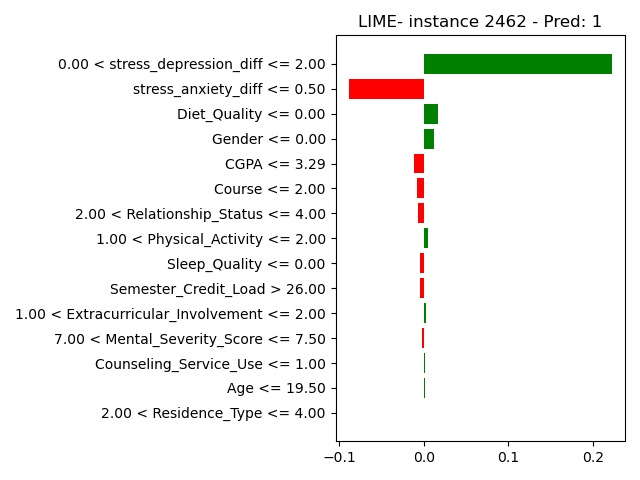 LIME- instance 2462 - Pred: 1
0.00 < stress_depression_diff <= 2.00
stress_anxiety_diff <= 0.50
Diet_Quality <= 0.00
Gender <= 0.00
CGPA <= 3.29
Course <= 2.00
2.00 < Relationship_Status <= 4.00
1.00 < Physical_Activity <= 2.00
Sleep_Quality <= 0.00
Semester_Credit_Load > 26.00
1.00 < Extracurricular_Involvement <= 2.00
7.00 < Mental_Severity_Score <= 7.50
Counseling_Service_Use <= 1.00
Age <= 19.50
2.00 < Residence_Type <= 4.00
−0.1 0.0 0.1 0.2